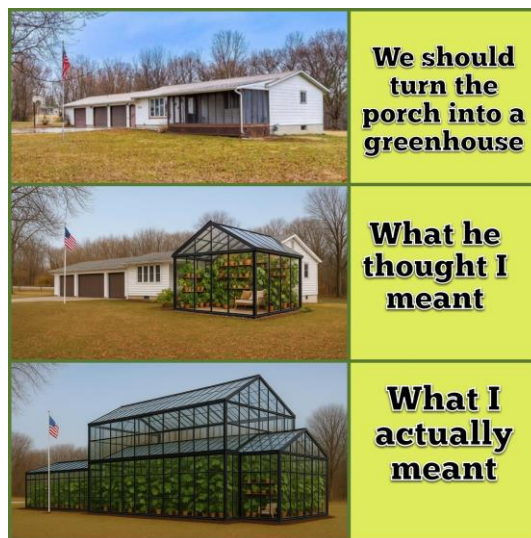 We should
turn the
porch into a
greenhouse
What he
thought I
meant
What I
actually
meant